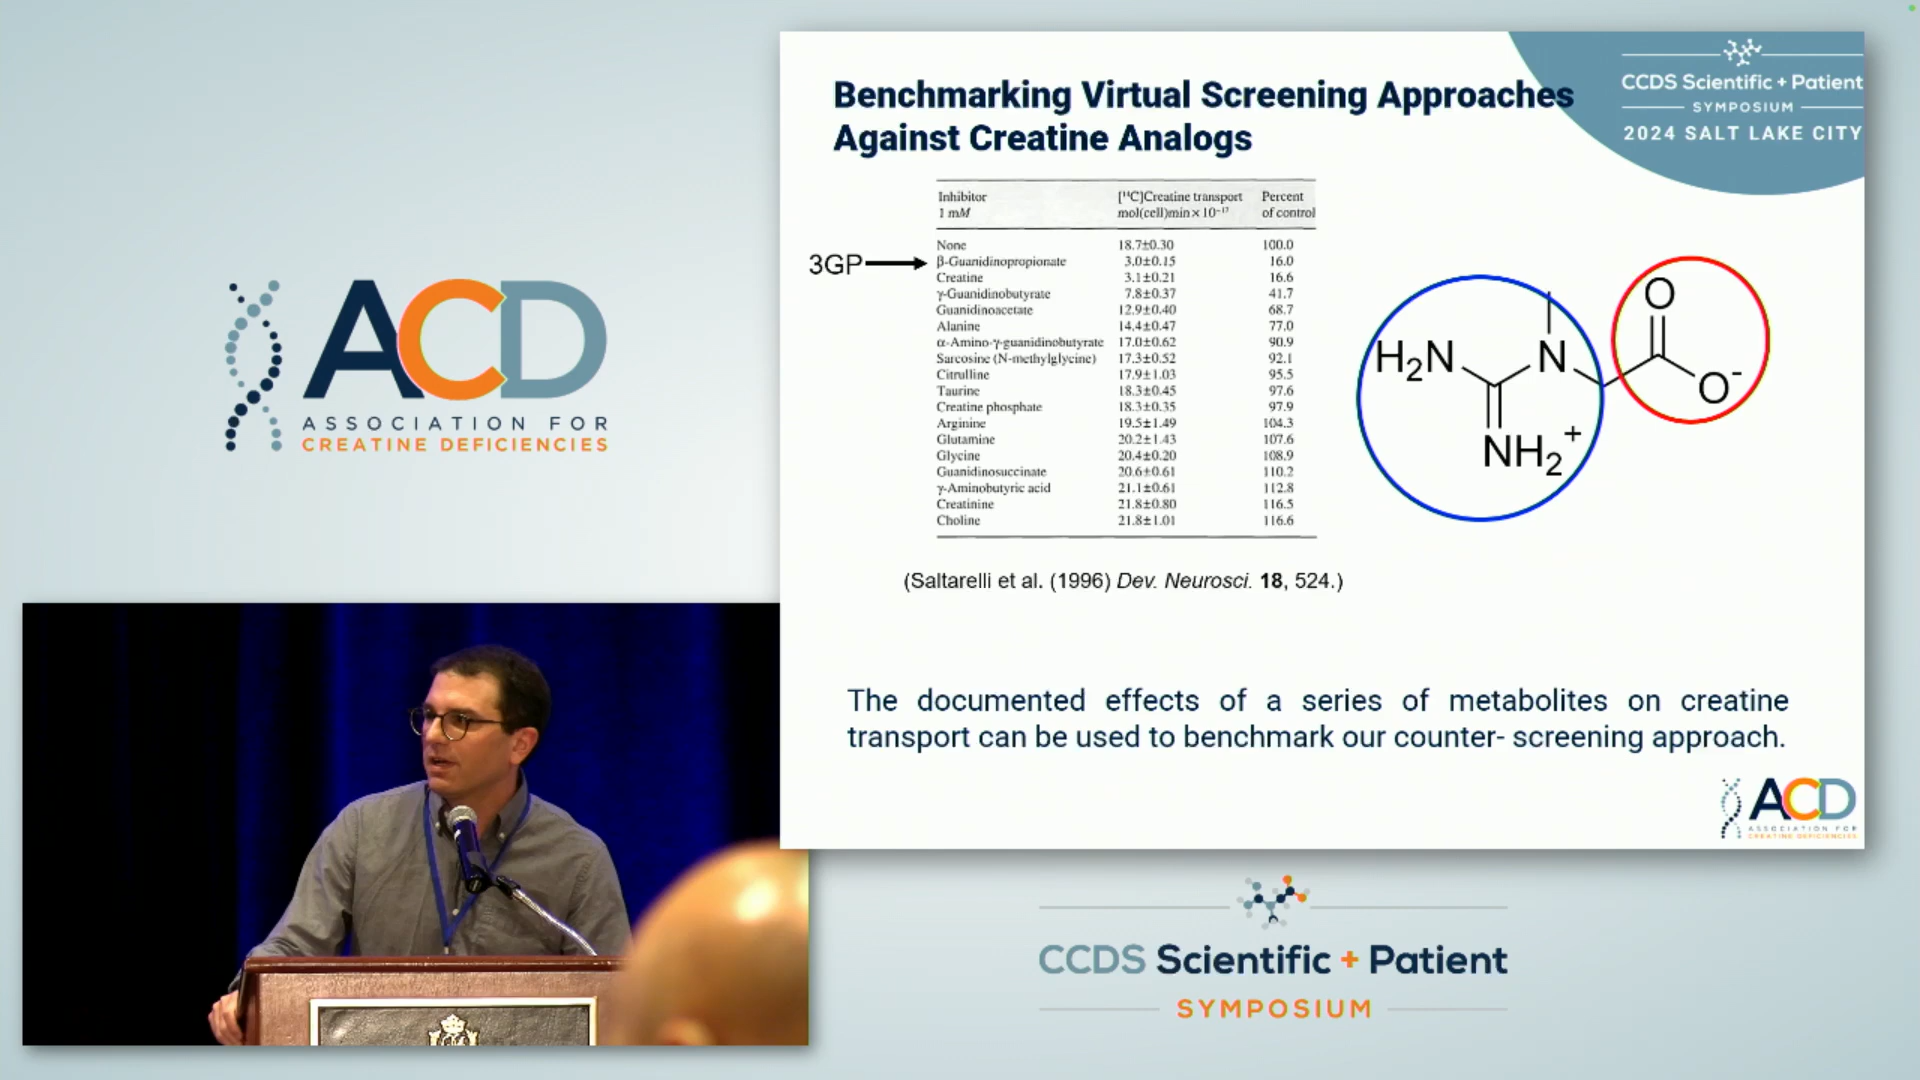 ACD
ASSOCIATION FOR
CREATINE DEFICIENCIES
Benchmarking Virtual Screening Approaches
Against Creatine Analogs
CCDS Scientific + Patient
SYMPOSIUM
2024 SALT LAKE CITY
3GP
Inhibitor [¹⁴C]Creatine transport Percent
1 mM mol(cell)min × 10⁻¹⁷ of control
None 18.7±0.30 100.0
β-Guanidinopropionate 3.0±0.15 16.0
Creatine 3.1±0.21 16.6
γ-Guanidinobutyrate 7.8±0.37 41.7
Guanidinoacetate 12.9±0.40 68.7
Alanine 14.4±0.47 77.0
α-Amino-γ-guanidinobutyrate 17.0±0.62 90.9
Sarcosine (N-methylglycine) 17.3±0.52 92.1
Citrulline 17.9±1.03 95.5
Taurine 18.3±0.45 97.6
Creatine phosphate 18.3±0.35 97.9
Arginine 19.5±1.49 104.3
Glutamine 20.2±1.43 107.6
Glycine 20.4±0.20 108.9
Guanidinosuccinate 20.6±0.61 110.2
γ-Aminobutyric acid 21.1±0.61 112.8
Creatinine 21.8±0.80 116.5
Choline 21.8±1.01 116.6
O
H₂N N
O⁻
NH₂⁺
(Saltarelli et al. (1996) Dev. Neurosci. 18, 524.)
The documented effects of a series of metabolites on creatine
transport can be used to benchmark our counter- screening approach.
ACD
ASSOCIATION FOR
CREATINE DEFICIENCIES
CCDS Scientific + Patient
SYMPOSIUM